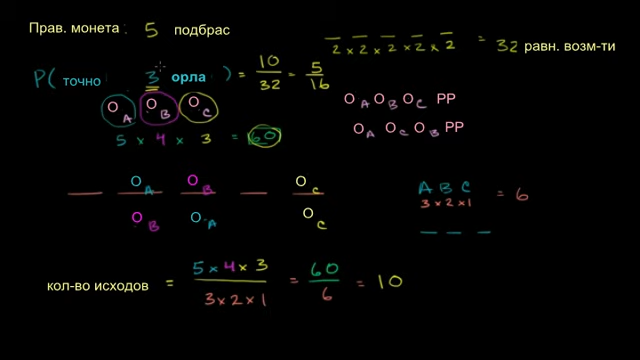 Прав. монета : 5 подбрас
2 × 2 × 2 × 2 × 2 = 32 равн. возм-ти
P( точно 3 орла ) = 10/32 = 5/16
О А О В О С
О А О В О С РР
О А О С О В РР
5 × 4 × 3 = 60
О А О В О С
A B C
3 × 2 × 1 = 6
О В О А О С
кол-во исходов = 5 × 4 × 3 / 3 × 2 × 1 = 60/6 = 10